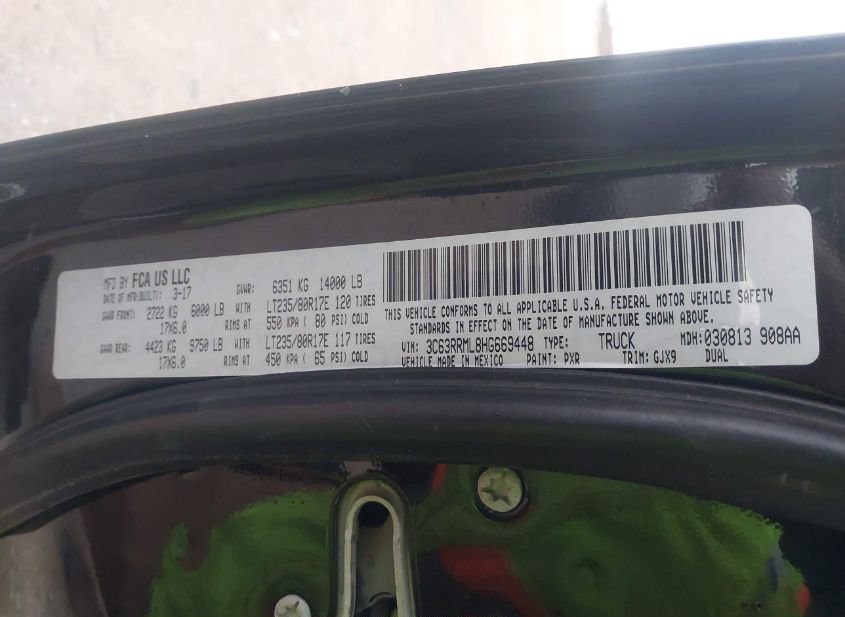 MFD BY FCA US LLC
DATE OF MFR(BUILT): 3-17 GVWR: 6351 KG 14000 LB
GAWR FRONT: 2722 KG 6000 LB WITH LT235/80R17E 120 TIRES
17X6.0 RIMS AT 550 KPA ( 80 PSI) COLD
GAWR REAR: 4423 KG 9750 LB WITH LT235/80R17E 117 TIRES
17X6.0 RIMS AT 450 KPA ( 65 PSI) COLD
THIS VEHICLE CONFORMS TO ALL APPLICABLE U.S.A. FEDERAL MOTOR VEHICLE SAFETY
STANDARDS IN EFFECT ON THE DATE OF MANUFACTURE SHOWN ABOVE.
VIN: 3C63RRML8HG669448 TYPE: TRUCK MDH: 030813 908AA
VEHICLE MADE IN MEXICO PAINT: PXR TRIM: GJX9 DUAL